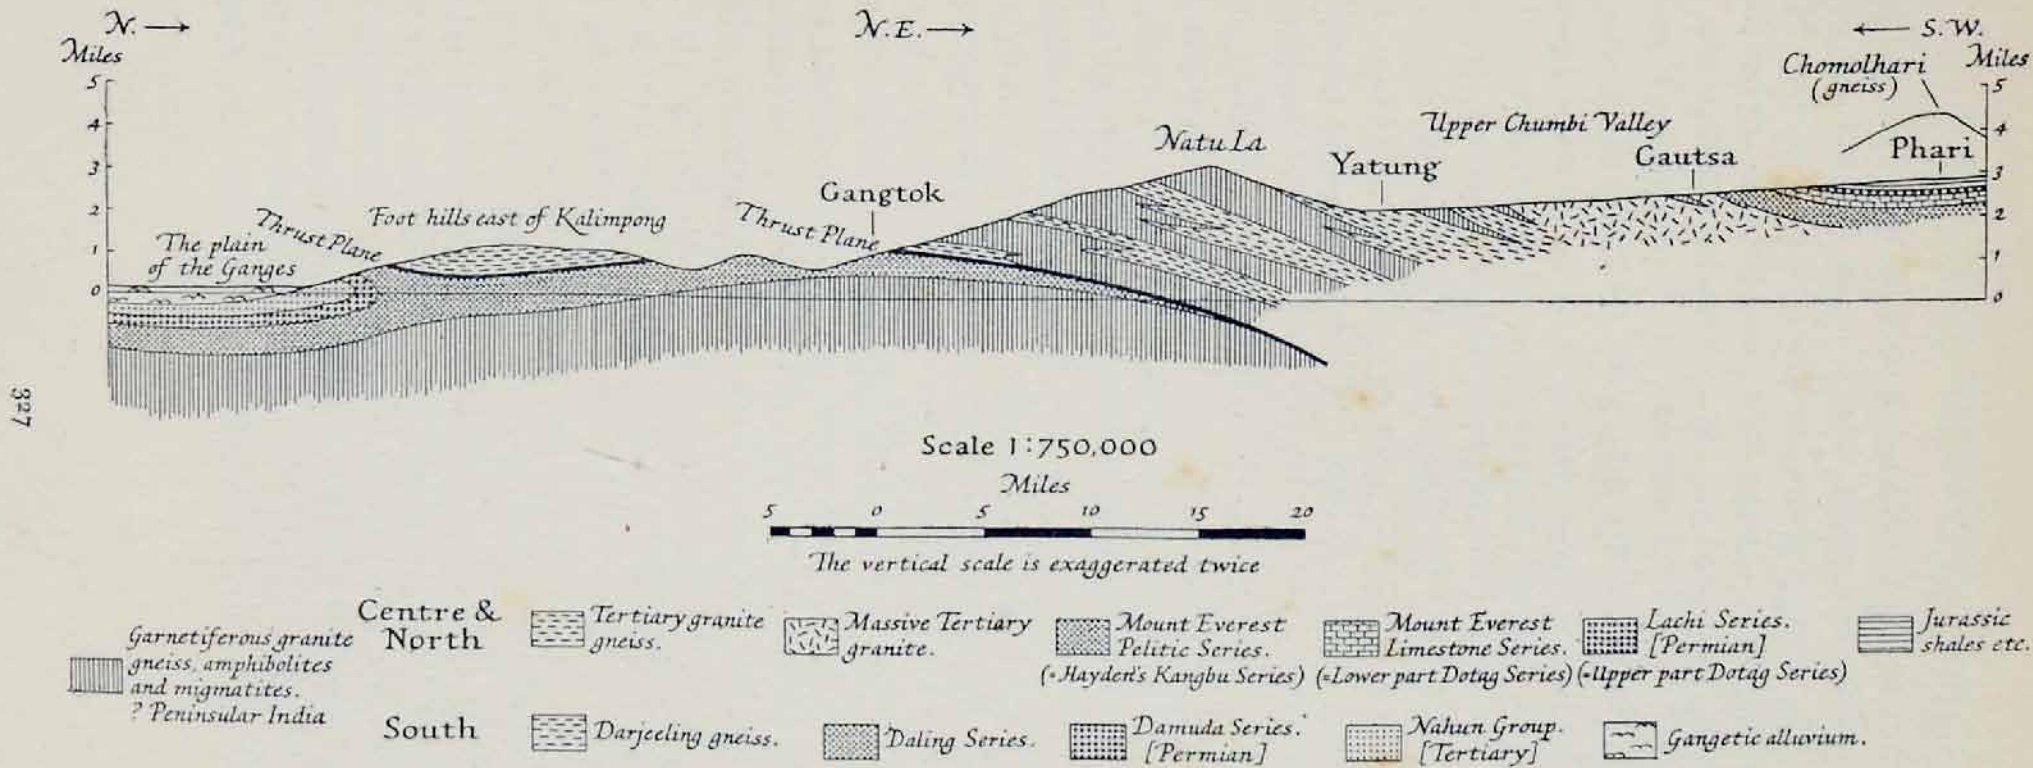 N. →
N.E. →
← S.W.
Miles
Chomolhari
(gneiss)
Miles
5
4
3
2
1
0
5
4
3
2
1
0
Natu La
Upper Chumbi Valley
Yatung
Gautsa
Phari
Gangtok
Thrust Plane
Foot hills east of Kalimpong
Thrust Plane
The plain
of the Ganges
327
Scale 1:750,000
Miles
5 0 5 10 15 20
The vertical scale is exaggerated twice
Garnetiferous granite
gneiss, amphibolites
and migmatites.
? Peninsular India
Centre &
North
Tertiary granite
gneiss.
Massive Tertiary
granite.
Mount Everest
Pelitic Series.
(=Hayden's Kangbu Series)
Mount Everest
Limestone Series.
(=Lower part Dotag Series)
Lachi Series.
[Permian]
(=Upper part Dotag Series)
Jurassic
shales etc.
South
Darjeeling gneiss.
Daling Series.
Damuda Series.
[Permian]
Nahun Group.
[Tertiary]
Gangetic alluvium.